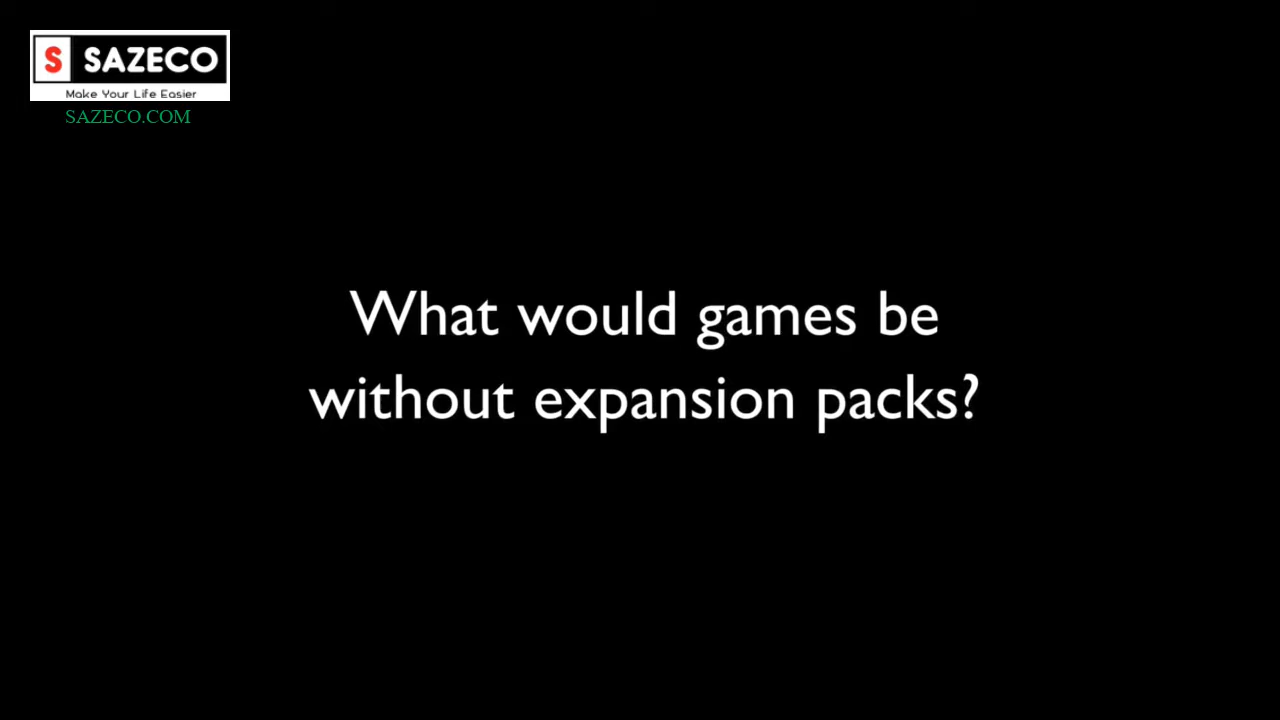 S SAZECO
Make Your Life Easier
SAZECO.COM
What would games be
without expansion packs?